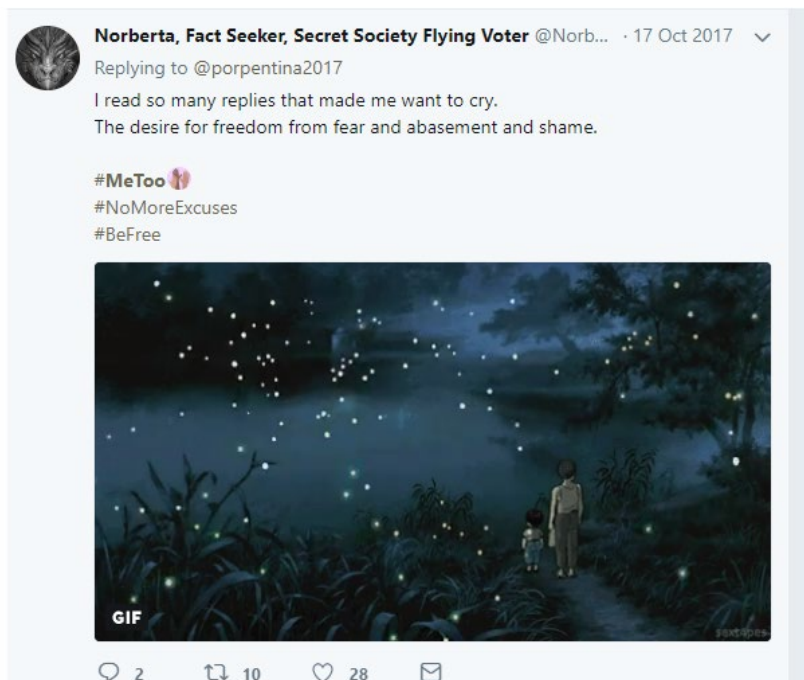 Norberta, Fact Seeker, Secret Society Flying Voter @Norb... · 17 Oct 2017
Replying to @porpentina2017
I read so many replies that made me want to cry.
The desire for freedom from fear and abasement and shame.
#MeToo
#NoMoreExcuses
#BeFree
GIF
2 10 28